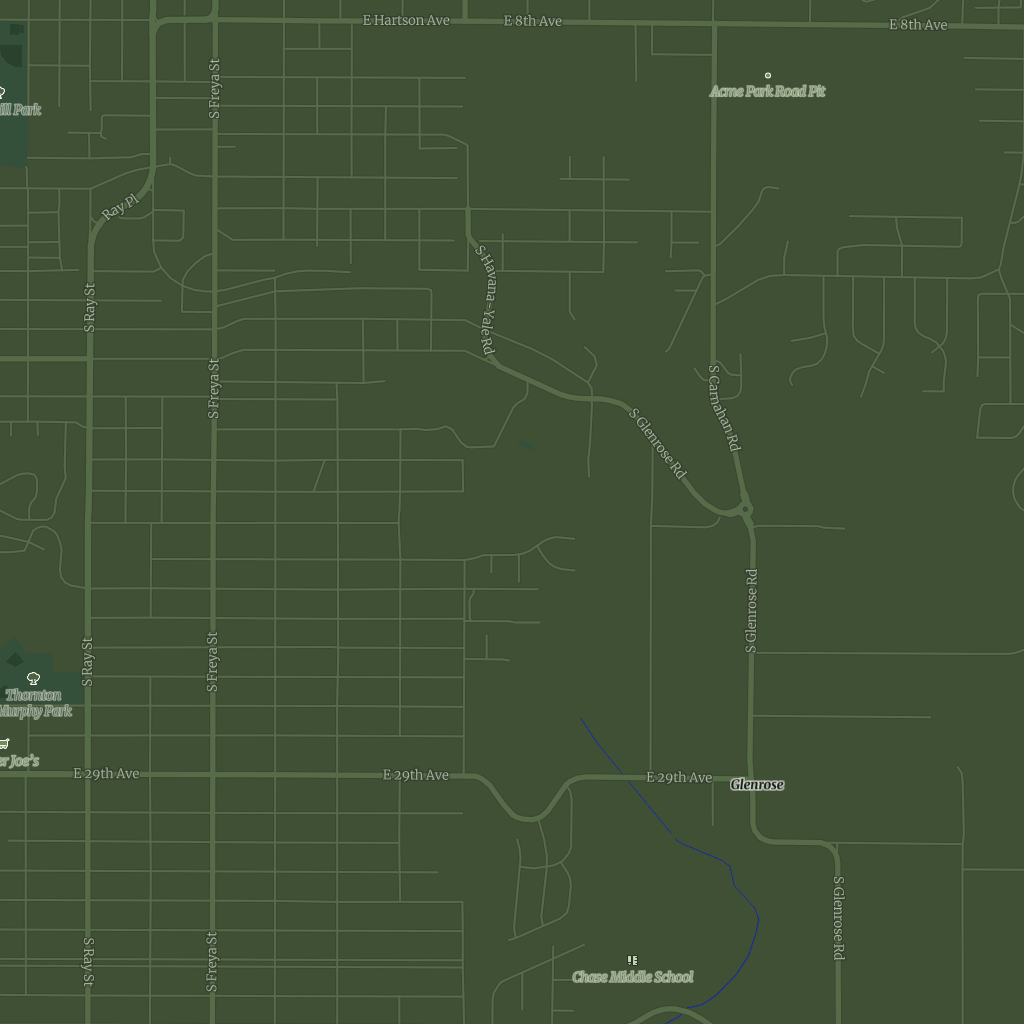 E Hartson Ave
E 8th Ave
E 8th Ave
S Freya St
Acme Park Road Pit
ill Park
Ray Pl
S Havana-Yale Rd
S Ray St
S Freya St
S Carnahan Rd
S Glenrose Rd
S Glenrose Rd
S Ray St
S Freya St
Thornton
Murphy Park
er Joe's
E 29th Ave
E 29th Ave
E 29th Ave
Glenrose
S Glenrose Rd
S Ray St
S Freya St
Chase Middle School